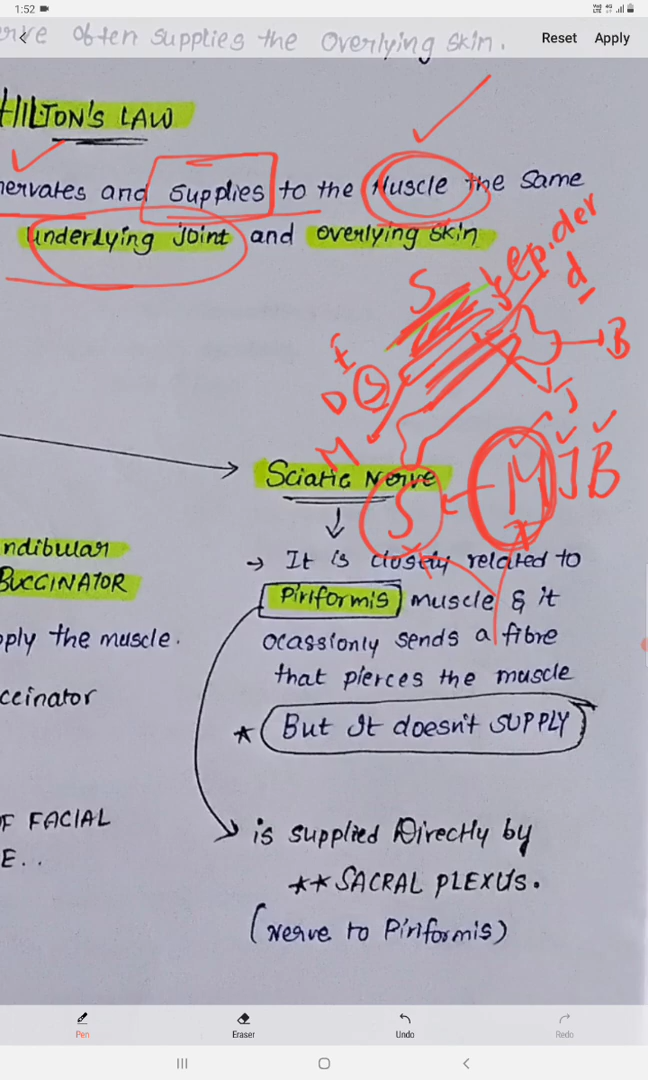 1:52
erve often supplies the Overlying skin.
Reset Apply
HILTON'S LAW
nervates and supplies to the Muscle the same
underlying joint and overlying skin
S
ep.der
d
E
D S
M
B
J
Sciatic Nerve
S
M J B
→ It is closely related to
Piriformis muscle & it
ocassionly sends a fibre
that pierces the muscle
* But It doesn't SUPPLY
ndibular
BUCCINATOR
pply the muscle.
ccinator
F FACIAL
E..
is supplied Directly by
** SACRAL PLEXUS.
(Nerve to Piriformis)
Pen Eraser Undo Redo